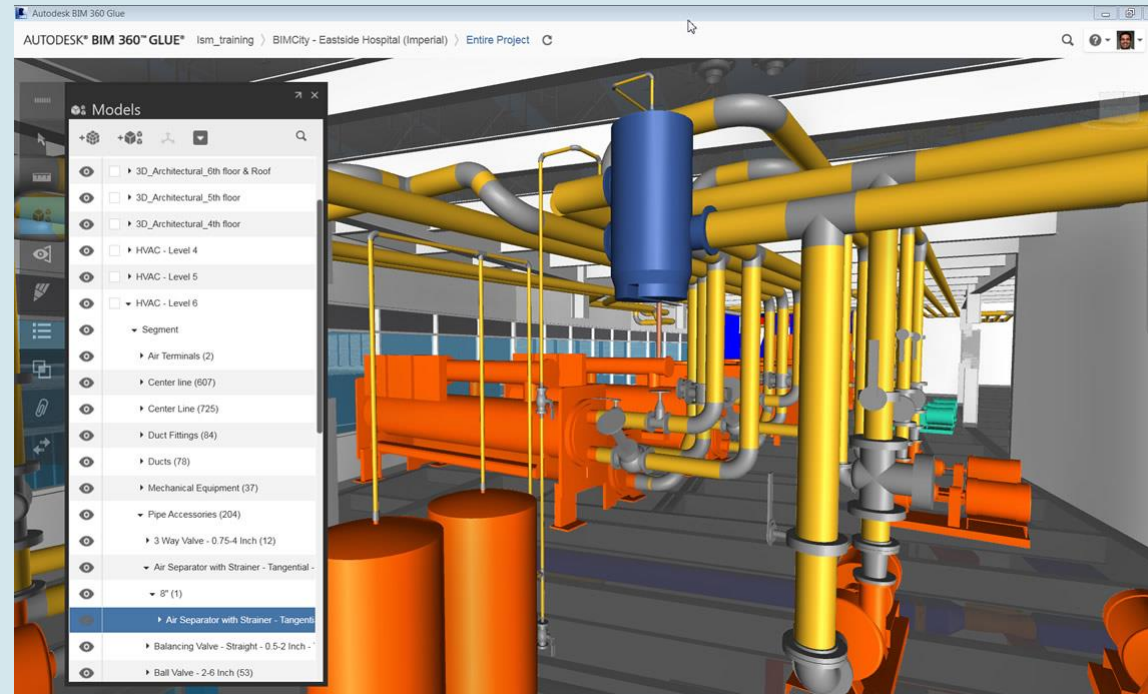 Autodesk BIM 360 Glue
AUTODESK® BIM 360™ GLUE® lsm_training > BIMCity - Eastside Hospital (Imperial) > Entire Project
Models
3D_Architectural_6th floor & Roof
3D_Architectural_5th floor
3D_Architectural_4th floor
HVAC - Level 4
HVAC - Level 5
HVAC - Level 6
Segment
Air Terminals (2)
Center line (607)
Center Line (725)
Duct Fittings (84)
Ducts (78)
Mechanical Equipment (37)
Pipe Accessories (204)
3 Way Valve - 0.75-4 Inch (12)
Air Separator with Strainer - Tangential -
8" (1)
Air Separator with Strainer - Tangenti
Balancing Valve - Straight - 0.5-2 Inch -
Ball Valve - 2-6 Inch (53)